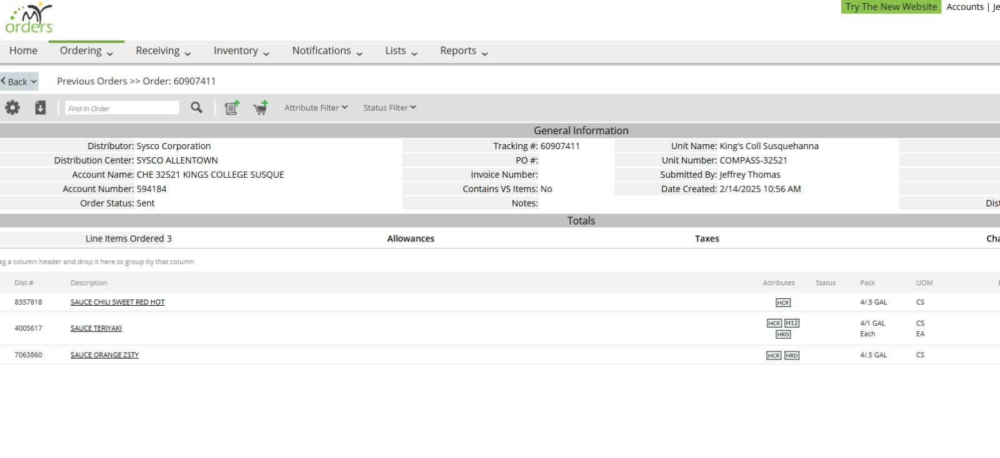 MY
orders
Try The New Website Accounts | Je
Home Ordering Receiving Inventory Notifications Lists Reports
Back Previous Orders >> Order: 60907411
Find In Order Attribute Filter Status Filter
General Information
Distributor: Sysco Corporation Tracking #: 60907411 Unit Name: King's Coll Susquehanna
Distribution Center: SYSCO ALLENTOWN PO #: Unit Number: COMPASS-32521
Account Name: CHE 32521 KINGS COLLEGE SUSQUE Invoice Number: Submitted By: Jeffrey Thomas
Account Number: 594184 Contains VS Items: No Date Created: 2/14/2025 10:56 AM
Order Status: Sent Notes: Dist
Totals
Line Items Ordered 3 Allowances Taxes Cha
ag a column header and drop it here to group by that column
Dist # Description Attributes Status Pack UOM
8357818 SAUCE CHILI SWEET RED HOT HCR 4/.5 GAL CS
4005617 SAUCE TERIYAKI HCR H12 HRD 4/1 GAL CS
Each EA
7063860 SAUCE ORANGE ZSTY HCR HRD 4/.5 GAL CS